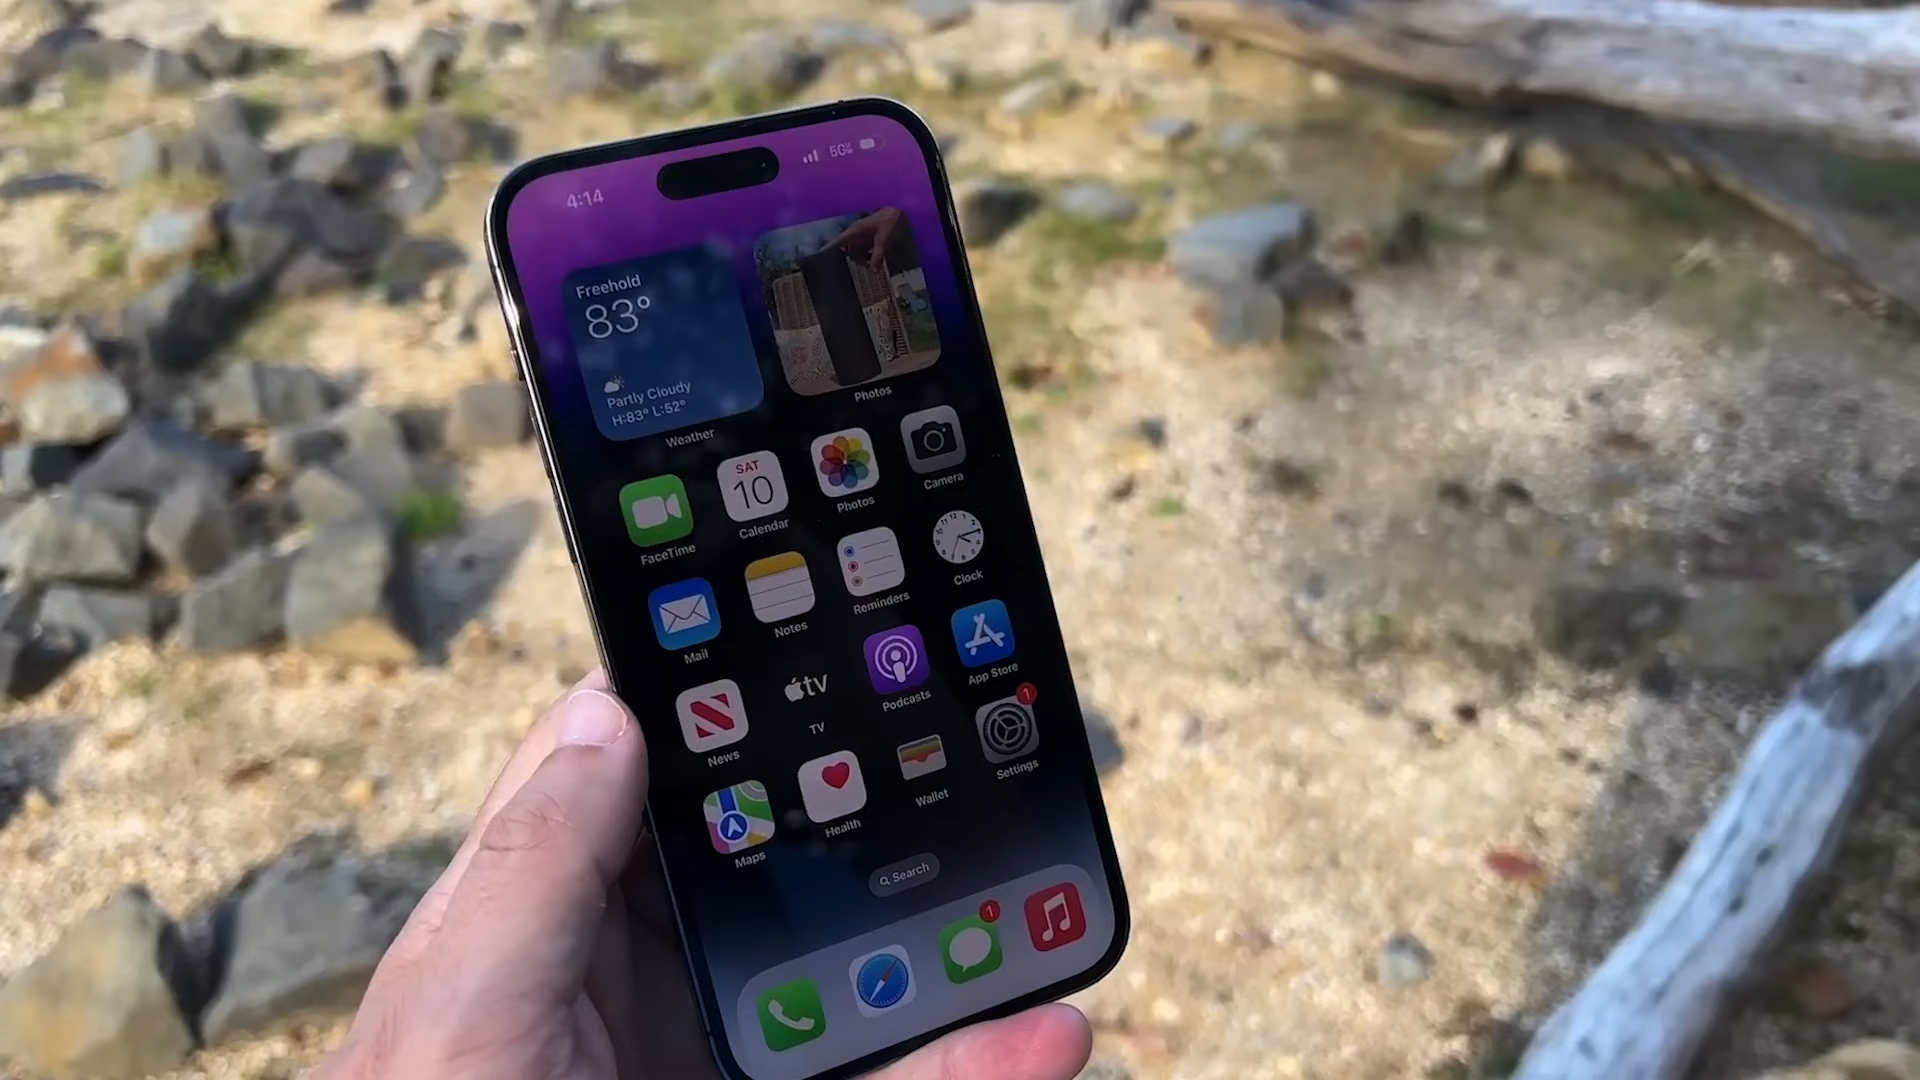 4:14
5G
Freehold
83°
Partly Cloudy
H:83° L:52°
Weather
Photos
FaceTime
SAT
10
Calendar
Photos
Camera
Mail
Notes
Reminders
Clock
News
tv
TV
Podcasts
App Store
Maps
Health
Wallet
1
Settings
Search
1